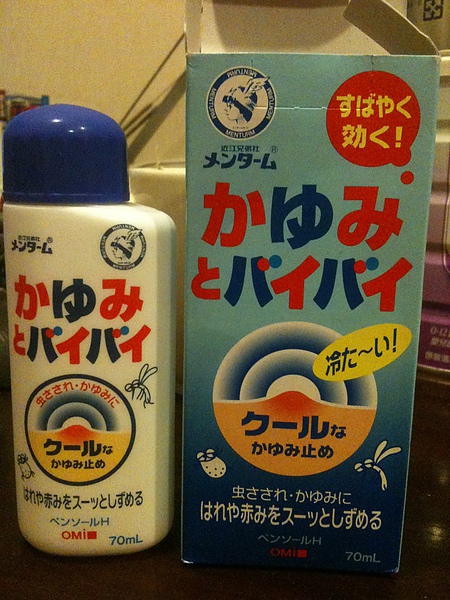 近江兄弟社
メンターム®
かゆみ
とバイバイ
虫さされ・かゆみに
クールな
かゆみ止め
はれや赤みをスーッとしずめる
ペンソールH
OMi
70mL
MENTURM
MENTURM
すばやく
効く!
近江兄弟社
メンターム®
かゆみ
とバイバイ
冷た〜い!
クールな
かゆみ止め
虫さされ・かゆみに
はれや赤みをスーッとしずめる
ペンソールH
OMi
70mL